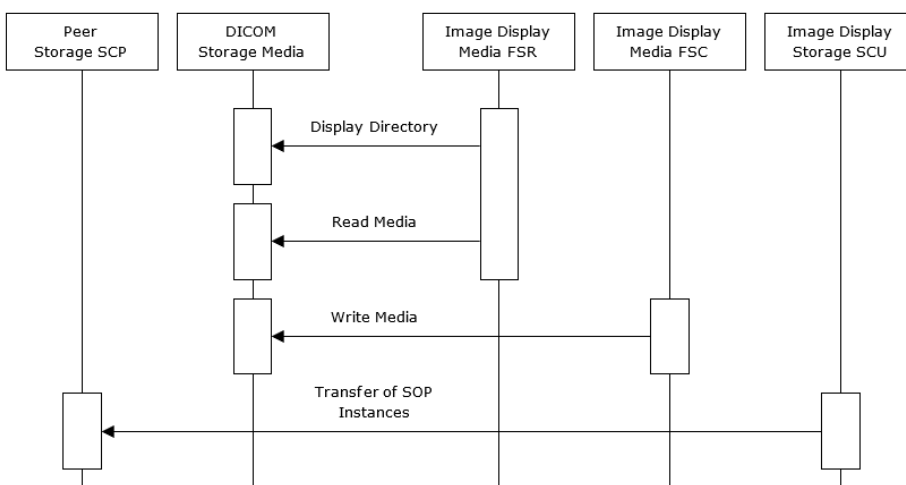 Peer
Storage SCP
DICOM
Storage Media
Image Display
Media FSR
Image Display
Media FSC
Image Display
Storage SCU
Display Directory
Read Media
Write Media
Transfer of SOP
Instances